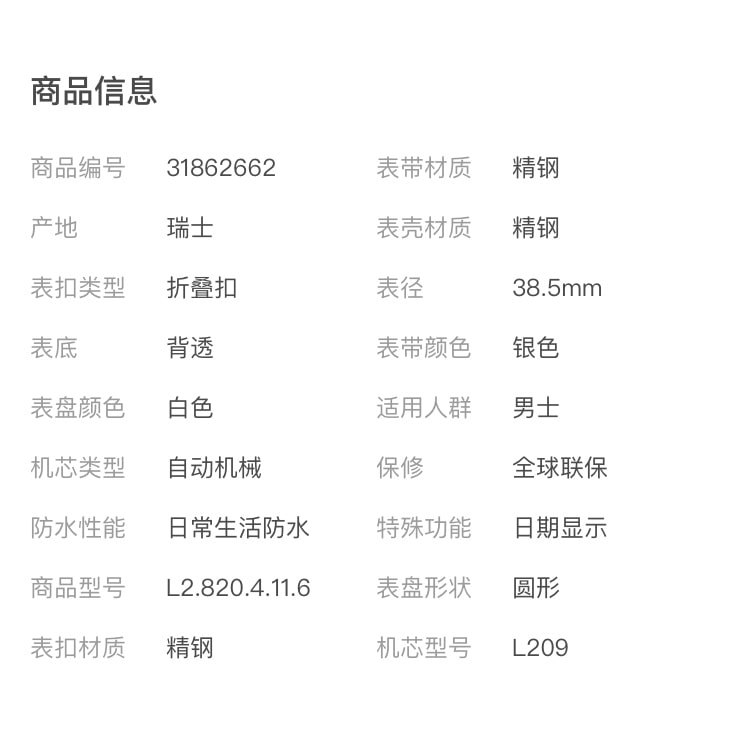 商品信息
商品编号 31862662 表带材质 精钢
产地 瑞士 表壳材质 精钢
表扣类型 折叠扣 表径 38.5mm
表底 背透 表带颜色 银色
表盘颜色 白色 适用人群 男士
机芯类型 自动机械 保修 全球联保
防水性能 日常生活防水 特殊功能 日期显示
商品型号 L2.820.4.11.6 表盘形状 圆形
表扣材质 精钢 机芯型号 L209